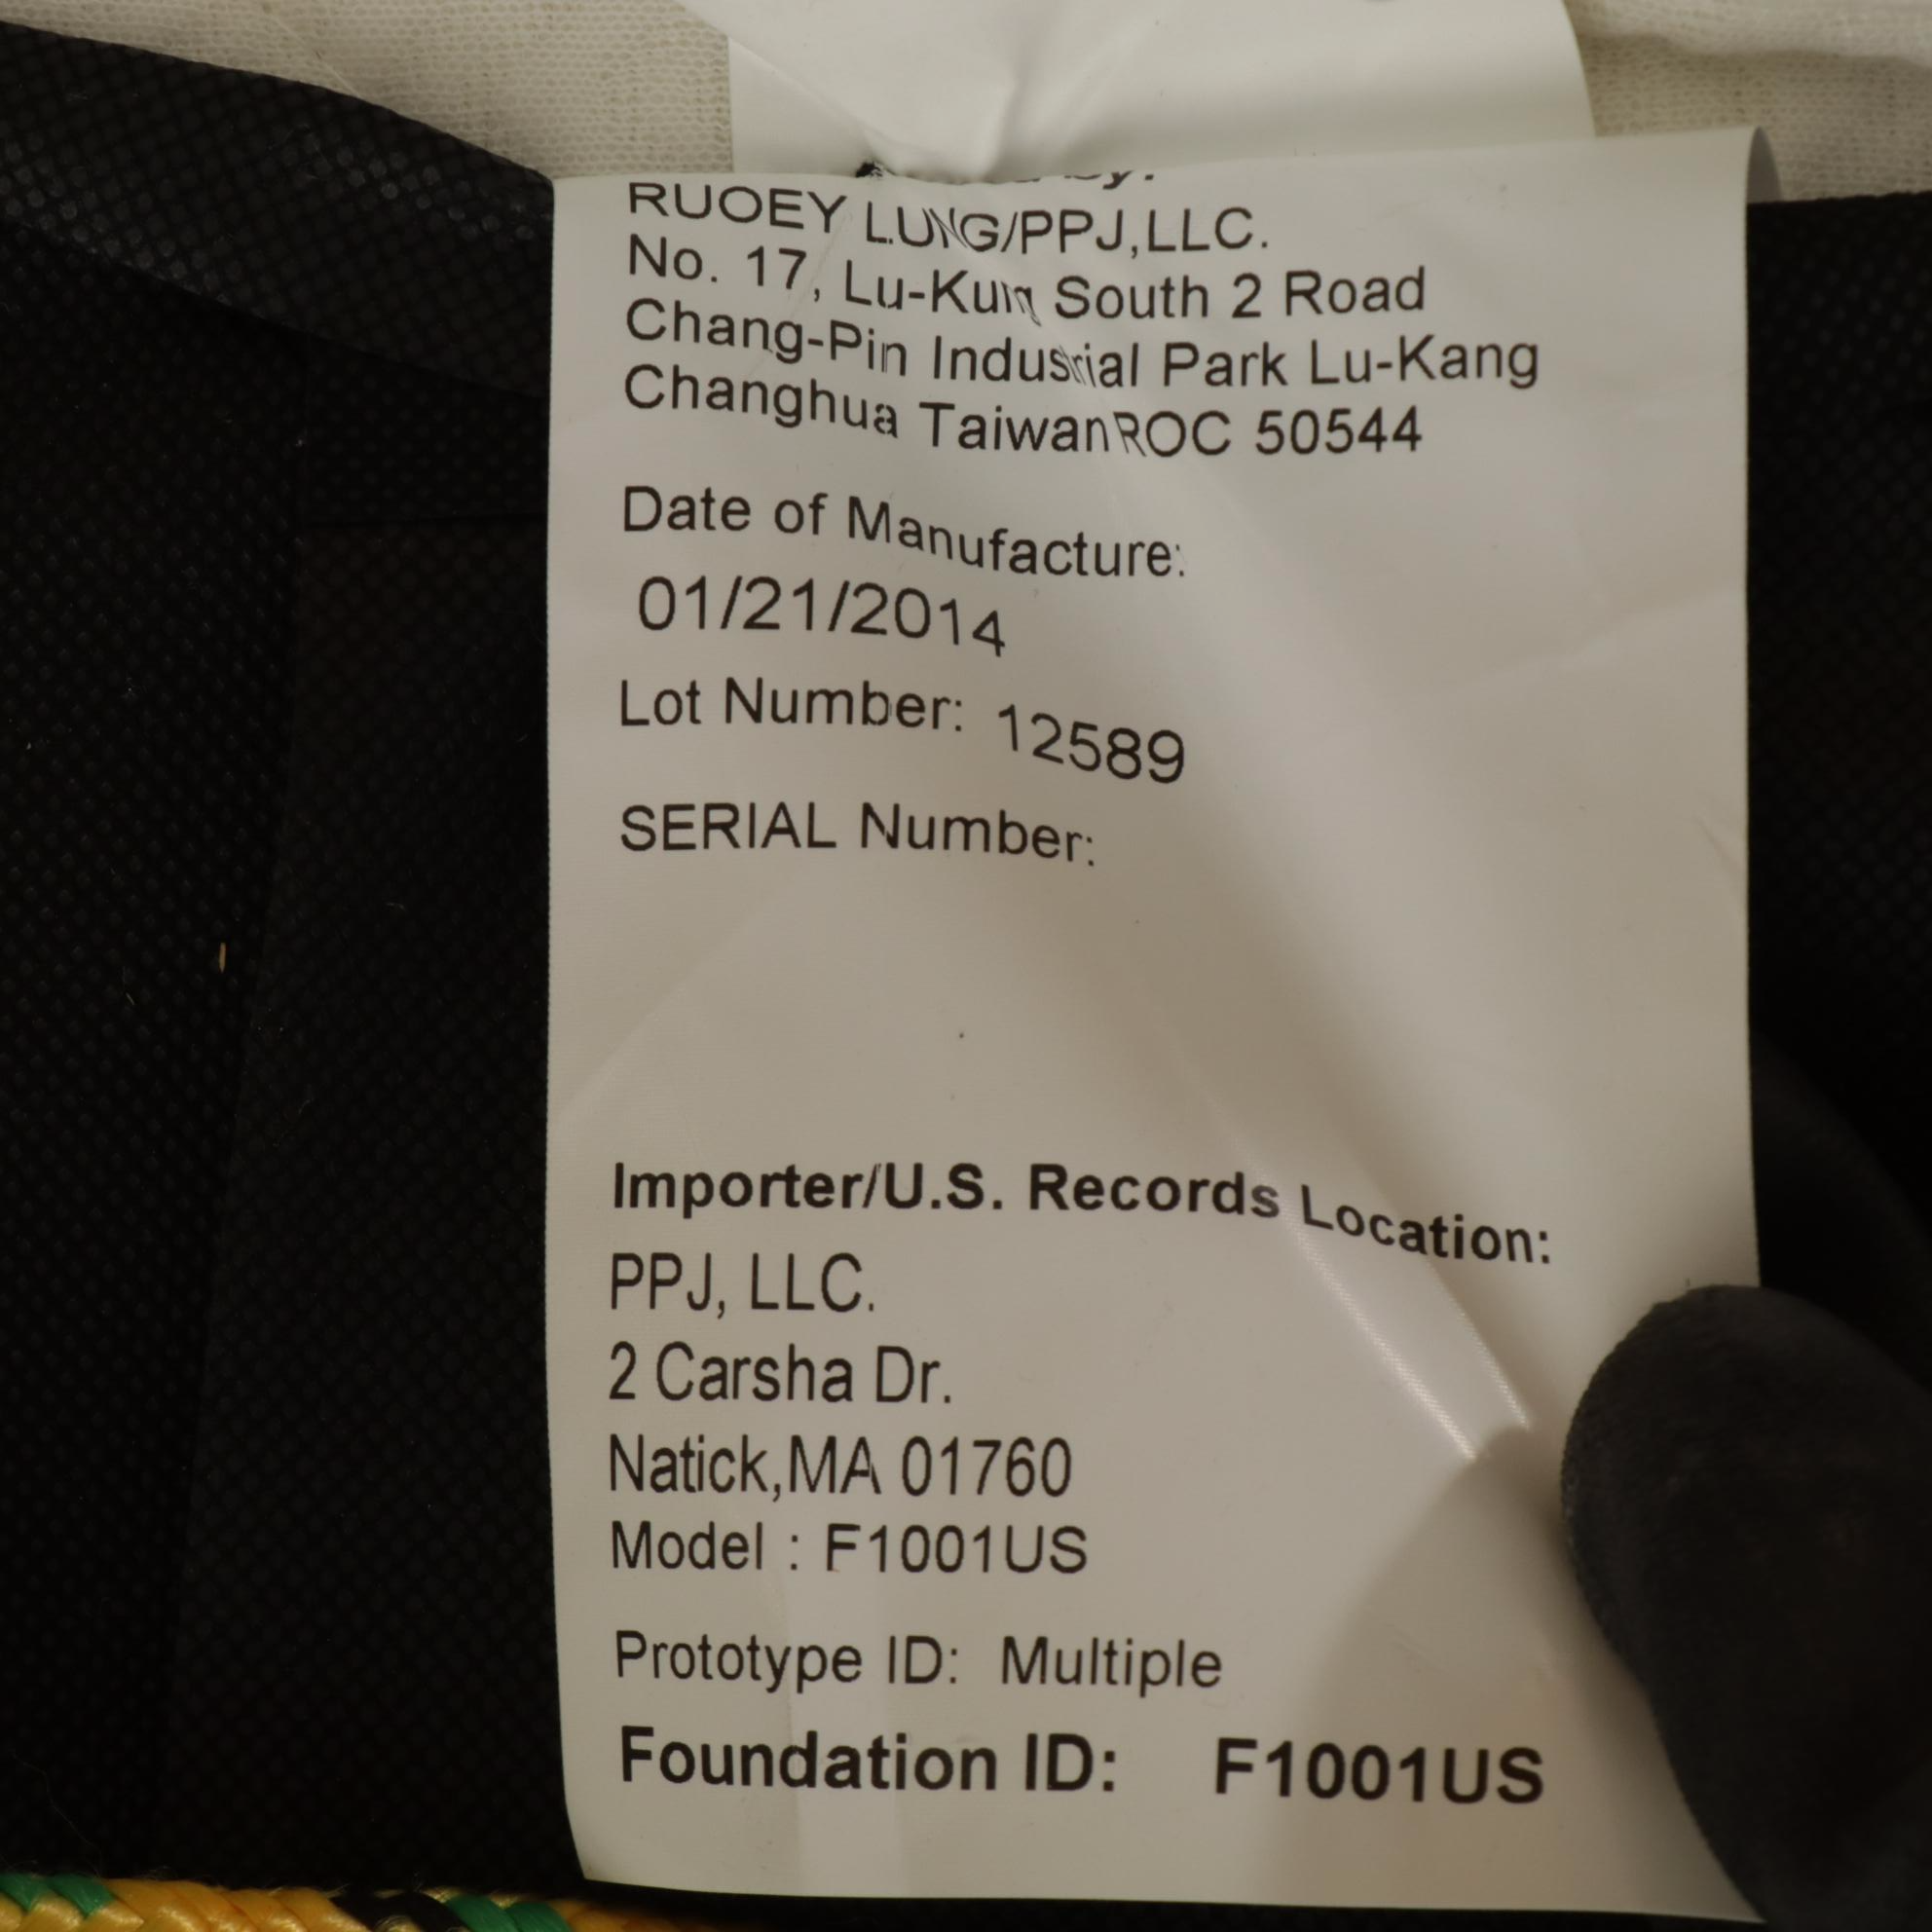 by:
RUOEY LUNG/PPJ,LLC.
No. 17, Lu-Kung South 2 Road
Chang-Pin Industrial Park Lu-Kang
Changhua TaiwanROC 50544
Date of Manufacture:
01/21/2014
Lot Number: 12589
SERIAL Number:
Importer/U.S. Records Location:
PPJ, LLC.
2 Carsha Dr.
Natick,MA 01760
Model : F1001US
Prototype ID: Multiple
Foundation ID: F1001US